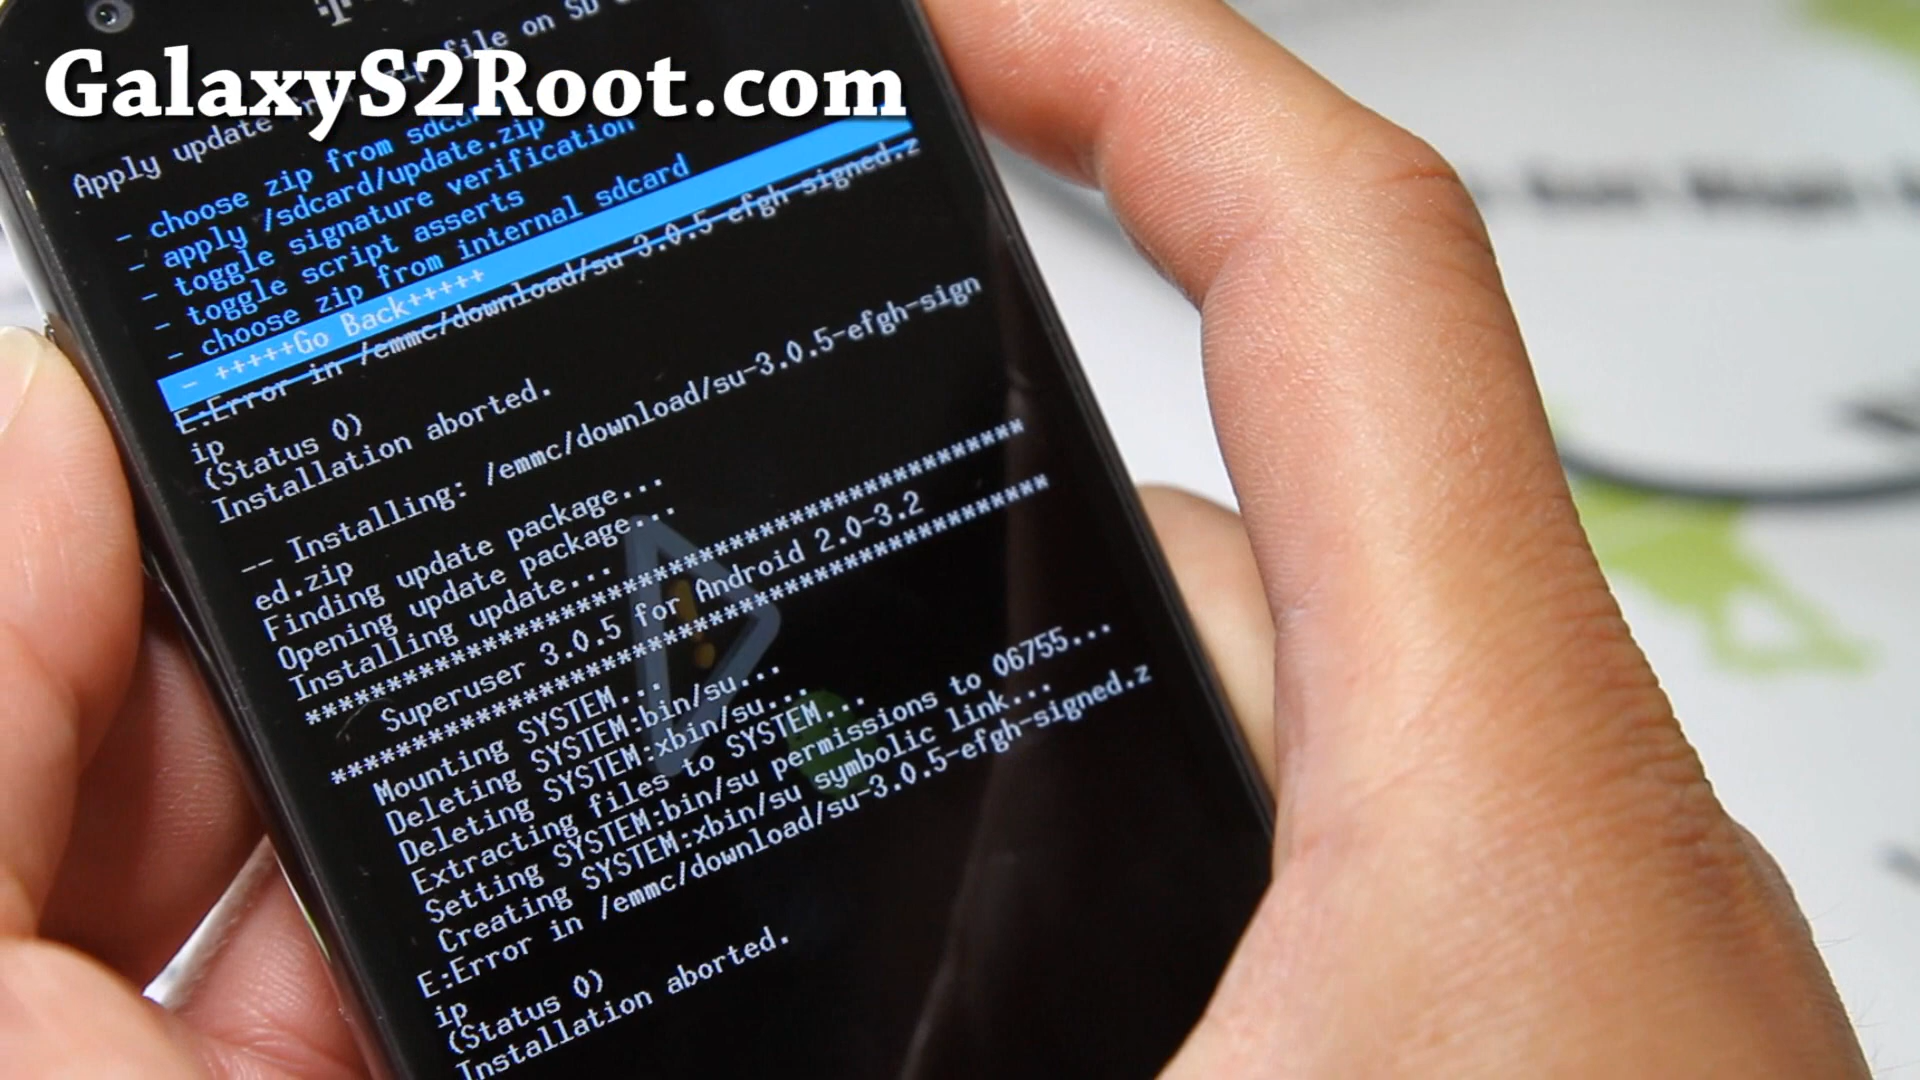 GalaxyS2Root.com
zip file on SD
Apply update
- choose zip from sdcard
- apply /sdcard/update.zip
- toggle signature verification
- toggle script asserts
- choose zip from internal sdcard
- +++++Go Back+++++
E:Error in /emmc/download/su-3.0.5-efgh-signed.z
ip
(Status 0)
Installation aborted.
-- Installing: /emmc/download/su-3.0.5-efgh-sign
ed.zip
Finding update package...
Opening update package...
Installing update...
************************************************
Superuser 3.0.5 for Android 2.0-3.2
************************************************
Mounting SYSTEM...
Deleting SYSTEM:bin/su...
Deleting SYSTEM:xbin/su...
Extracting files to SYSTEM...
Setting SYSTEM:bin/su permissions to 06755...
Creating SYSTEM:xbin/su symbolic link...
E:Error in /emmc/download/su-3.0.5-efgh-signed.z
ip
(Status 0)
Installation aborted.